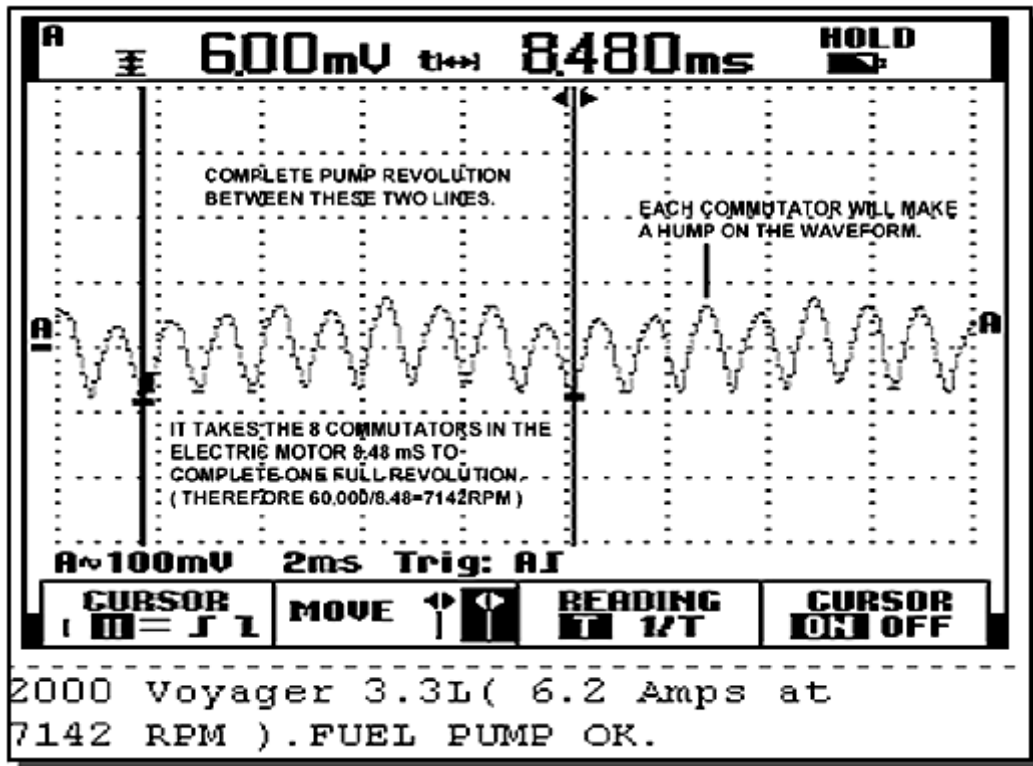 A 6.00mV t 8.480ms HOLD
COMPLETE PUMP REVOLUTION
BETWEEN THESE TWO LINES.
EACH COMMUTATOR WILL MAKE
A HUMP ON THE WAVEFORM.
A A
IT TAKES THE 8 COMMUTATORS IN THE
ELECTRIC MOTOR 8.48 mS TO
COMPLETE ONE FULL REVOLUTION.
( THEREFORE 60,000/8.48=7142RPM )
A~100mV 2ms Trig: A
CURSOR MOVE READING CURSOR
T 1/T ON OFF
2000 Voyager 3.3L( 6.2 Amps at
7142 RPM ).FUEL PUMP OK.